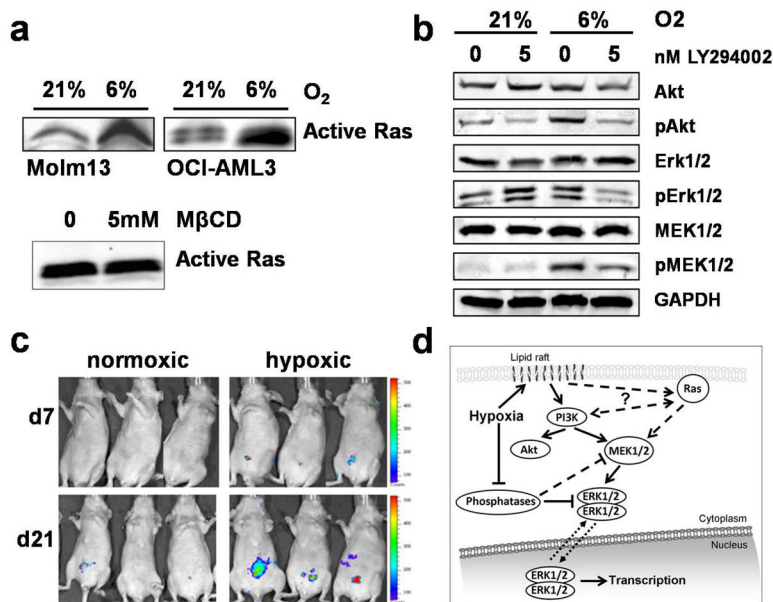 a
21% 6% 21% 6% O2
Active Ras
Molm13 OCI-AML3
0 5mM MβCD
Active Ras
b
21% 6% O2
0 5 0 5 nM LY294002
Akt
pAkt
Erk1/2
pErk1/2
MEK1/2
pMEK1/2
GAPDH
c
normoxic hypoxic
d7
d21
d
Lipid raft
Ras
?
Hypoxia
PI3K
Akt
MEK1/2
Phosphatases
ERK1/2
ERK1/2
Cytoplasm
Nucleus
ERK1/2
ERK1/2
Transcription